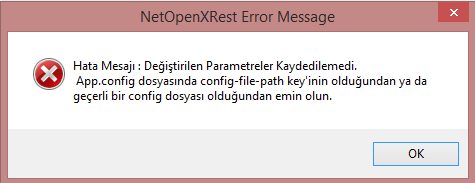 NetOpenXRest Error Message
Hata Mesajı : Değiştirilen Parametreler Kaydedilemedi.
App.config dosyasında config-file-path key'inin olduğundan ya da
geçerli bir config dosyası olduğundan emin olun.
OK